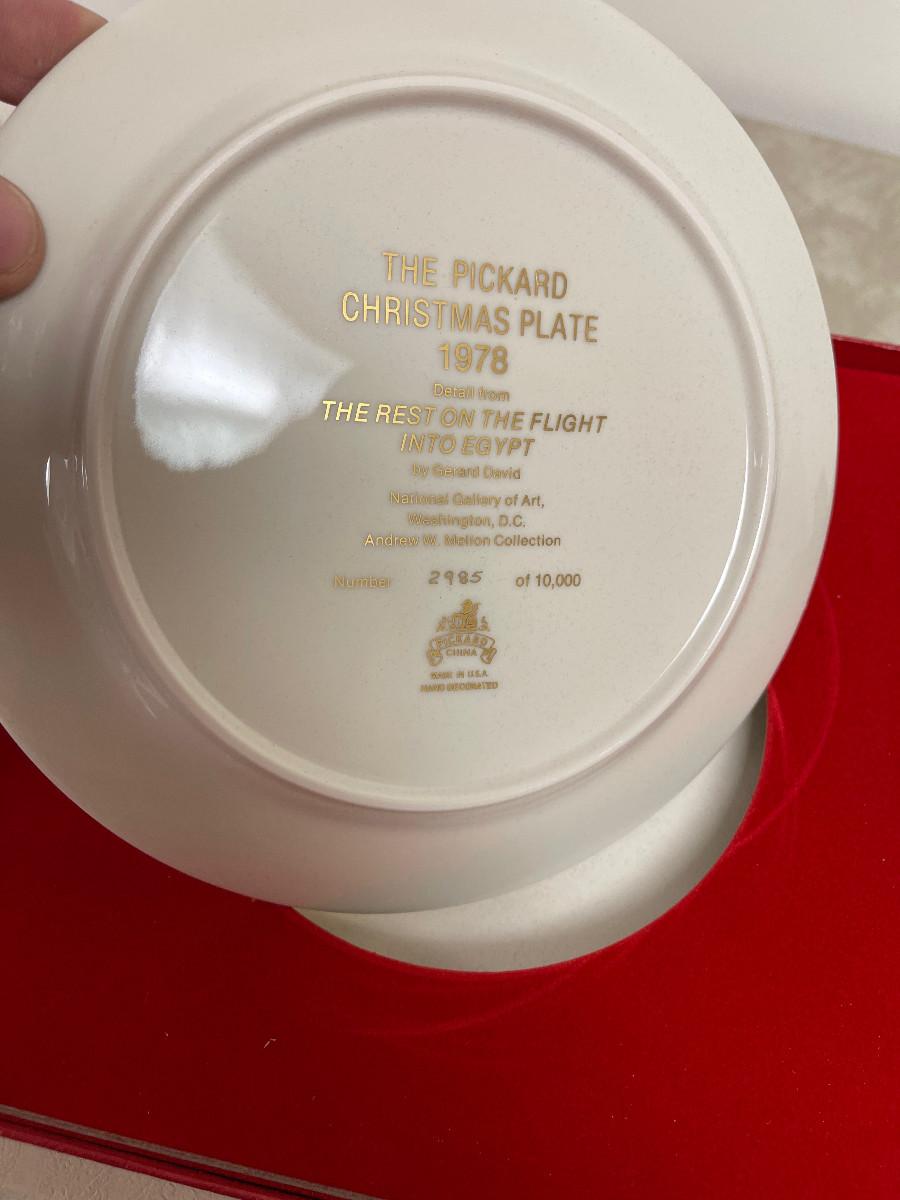 THE PICKARD
CHRISTMAS PLATE
1978
Detail from
THE REST ON THE FLIGHT
INTO EGYPT
by Gerard David
National Gallery of Art,
Washington, D.C.
Andrew W. Mellon Collection
Number 2985 of 10,000
PICKARD
CHINA
MADE IN U.S.A.
HAND DECORATED